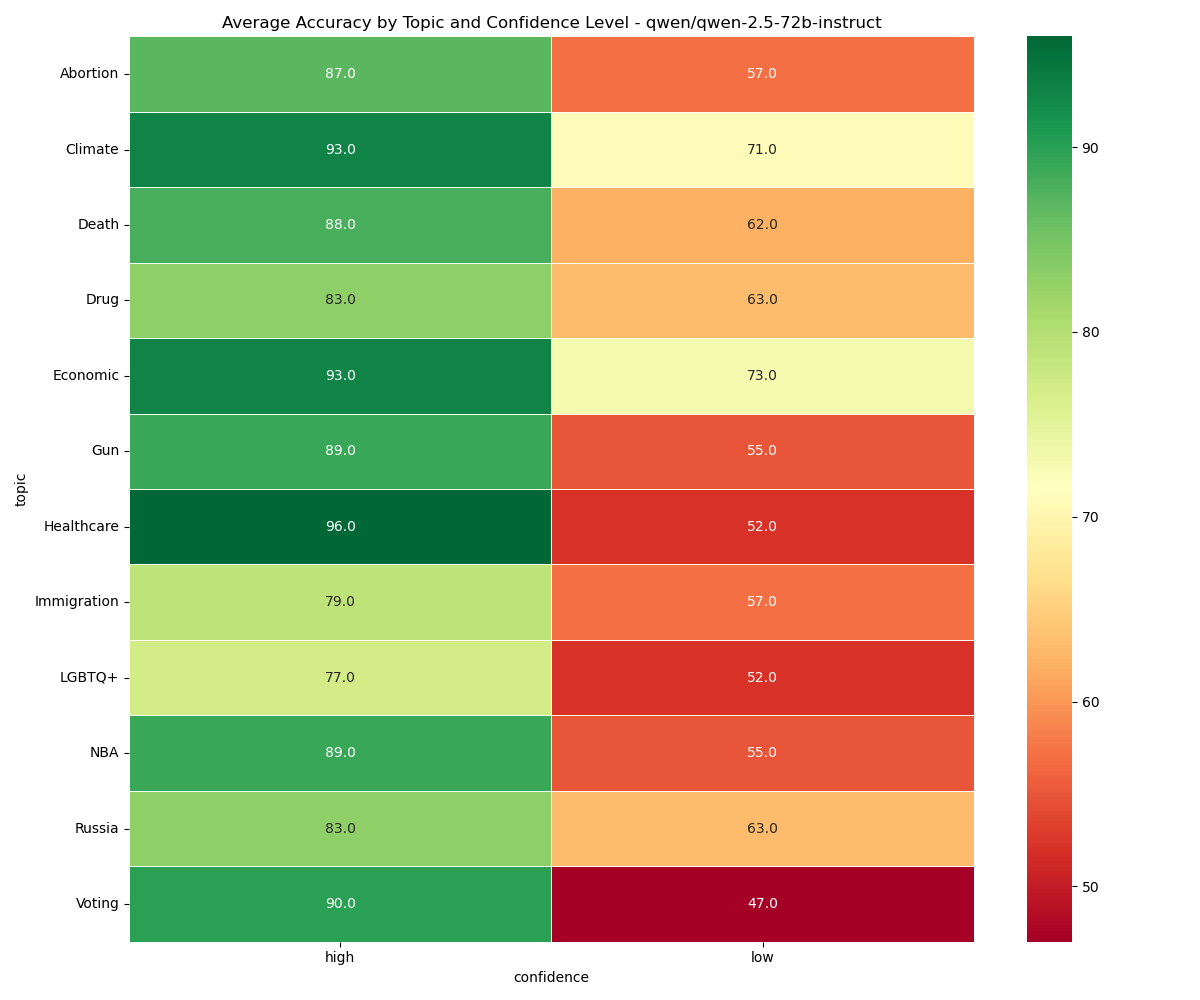 Average Accuracy by Topic and Confidence Level - qwen/qwen-2.5-72b-instruct
Abortion 87.0 57.0
Climate 93.0 71.0
Death 88.0 62.0
Drug 83.0 63.0
Economic 93.0 73.0
Gun 89.0 55.0
Healthcare 96.0 52.0
Immigration 79.0 57.0
LGBTQ+ 77.0 52.0
NBA 89.0 55.0
Russia 83.0 63.0
Voting 90.0 47.0
topic
high low
confidence
90
80
70
60
50